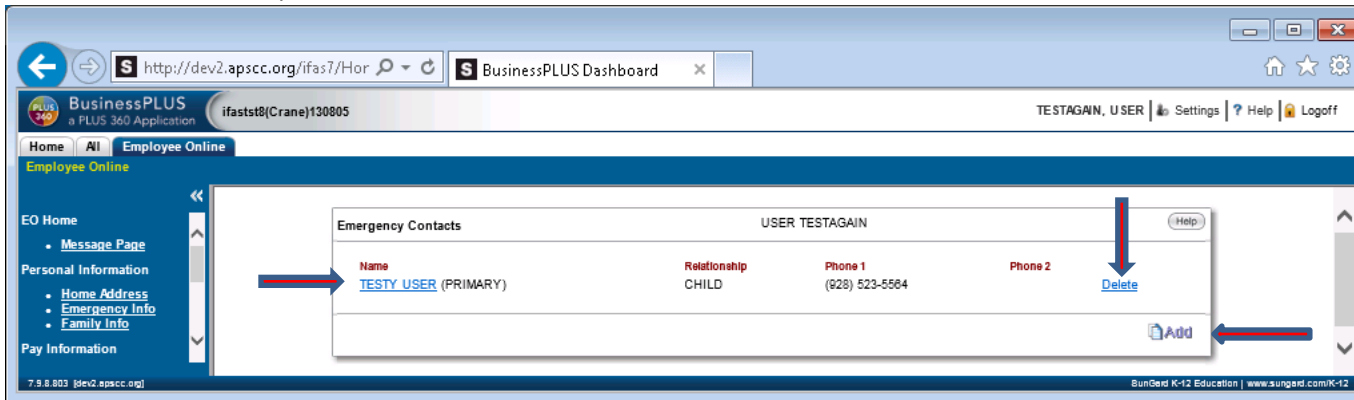 http://dev2.apscc.org/ifas7/Hor
BusinessPLUS Dashboard
BusinessPLUS
a PLUS 360 Application
PLUS 360
ifastst8(Crane)130805
TESTAGAIN, USER | Settings | ? Help | Logoff
Home All Employee Online
Employee Online
«
EO Home
• Message Page
Personal Information
• Home Address
• Emergency Info
• Family Info
Pay Information
Emergency Contacts USER TESTAGAIN Help
Name Relationship Phone 1 Phone 2
TESTY USER (PRIMARY) CHILD (928) 523-5564 Delete
Add
7.9.8.803 [dev2.apscc.org] SunGard K-12 Education | www.sungard.com/K-12